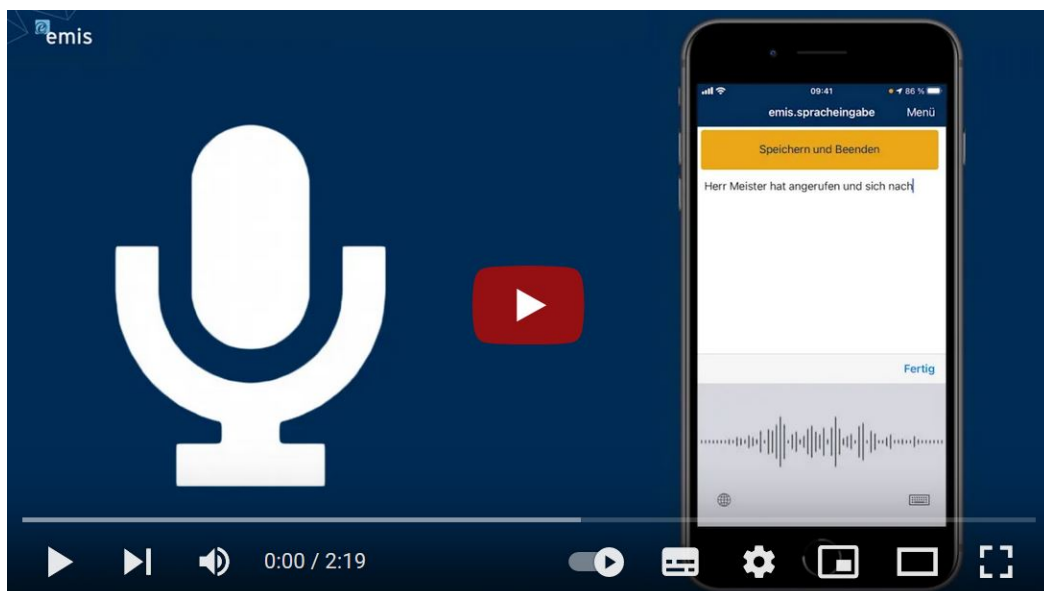 emis
09:41
86 %
emis.spracheingabe
Menü
Speichern und Beenden
Herr Meister hat angerufen und sich nach
Fertig
0:00 / 2:19